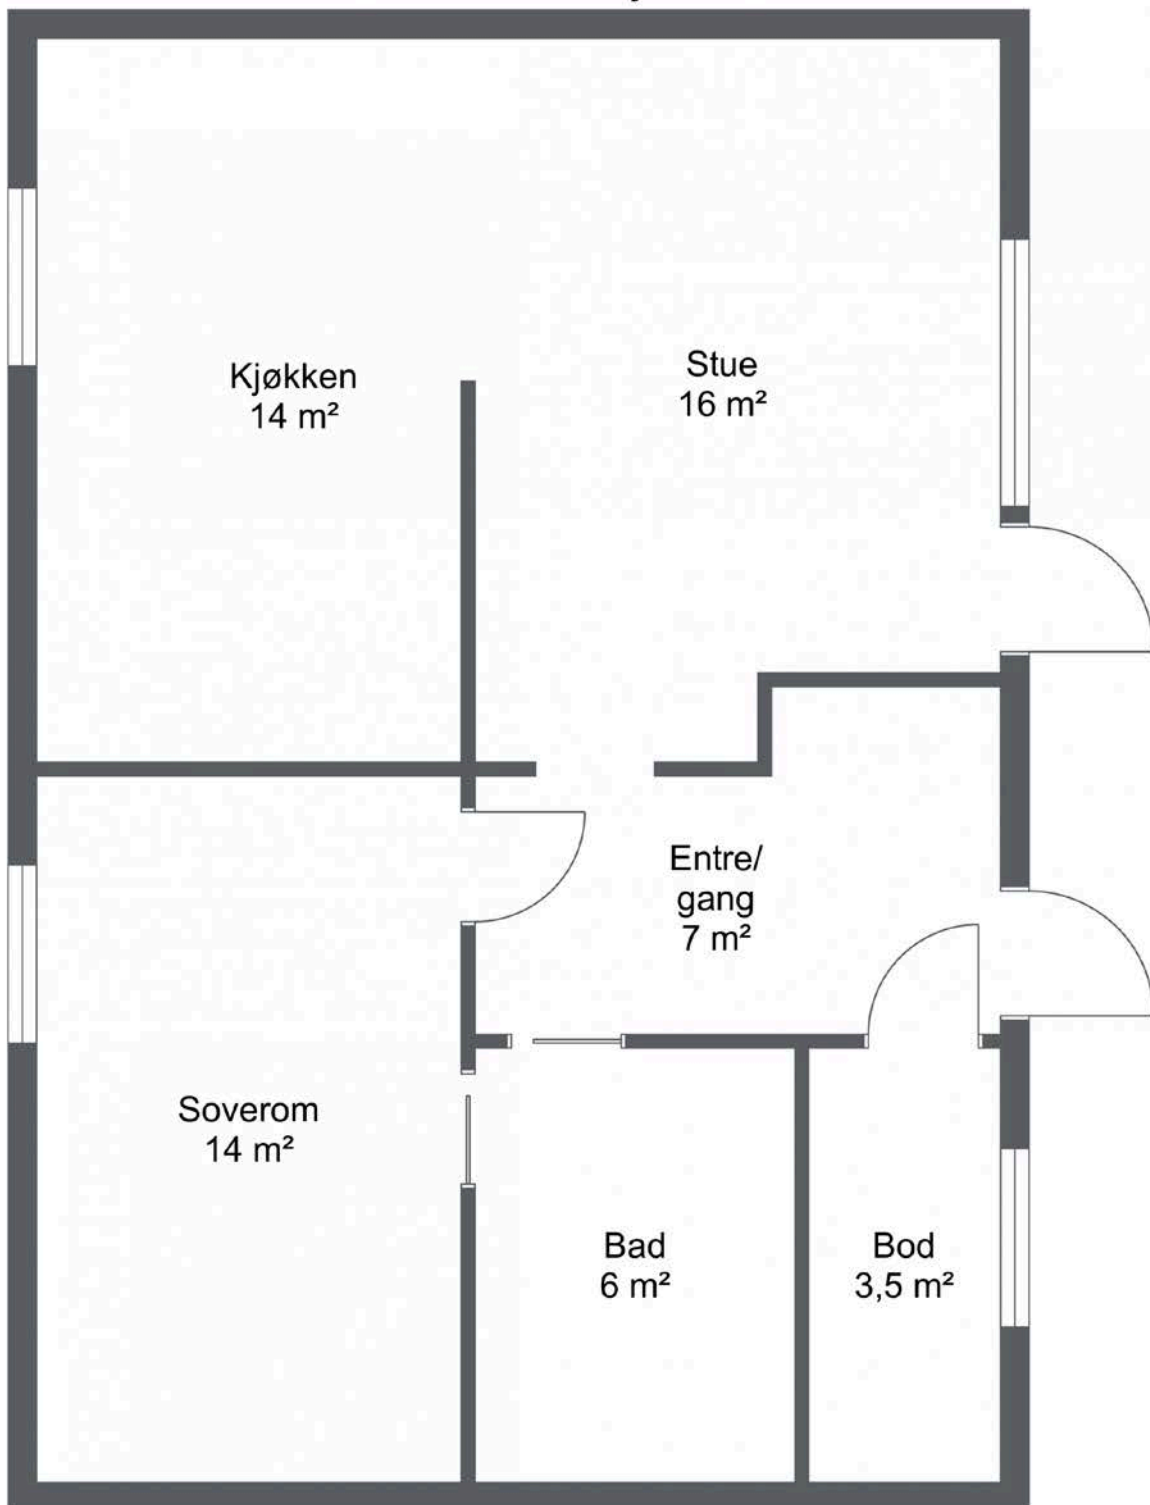 Kjøkken
14 m²
Stue
16 m²
Entre/
gang
7 m²
Soverom
14 m²
Bad
6 m²
Bod
3,5 m²